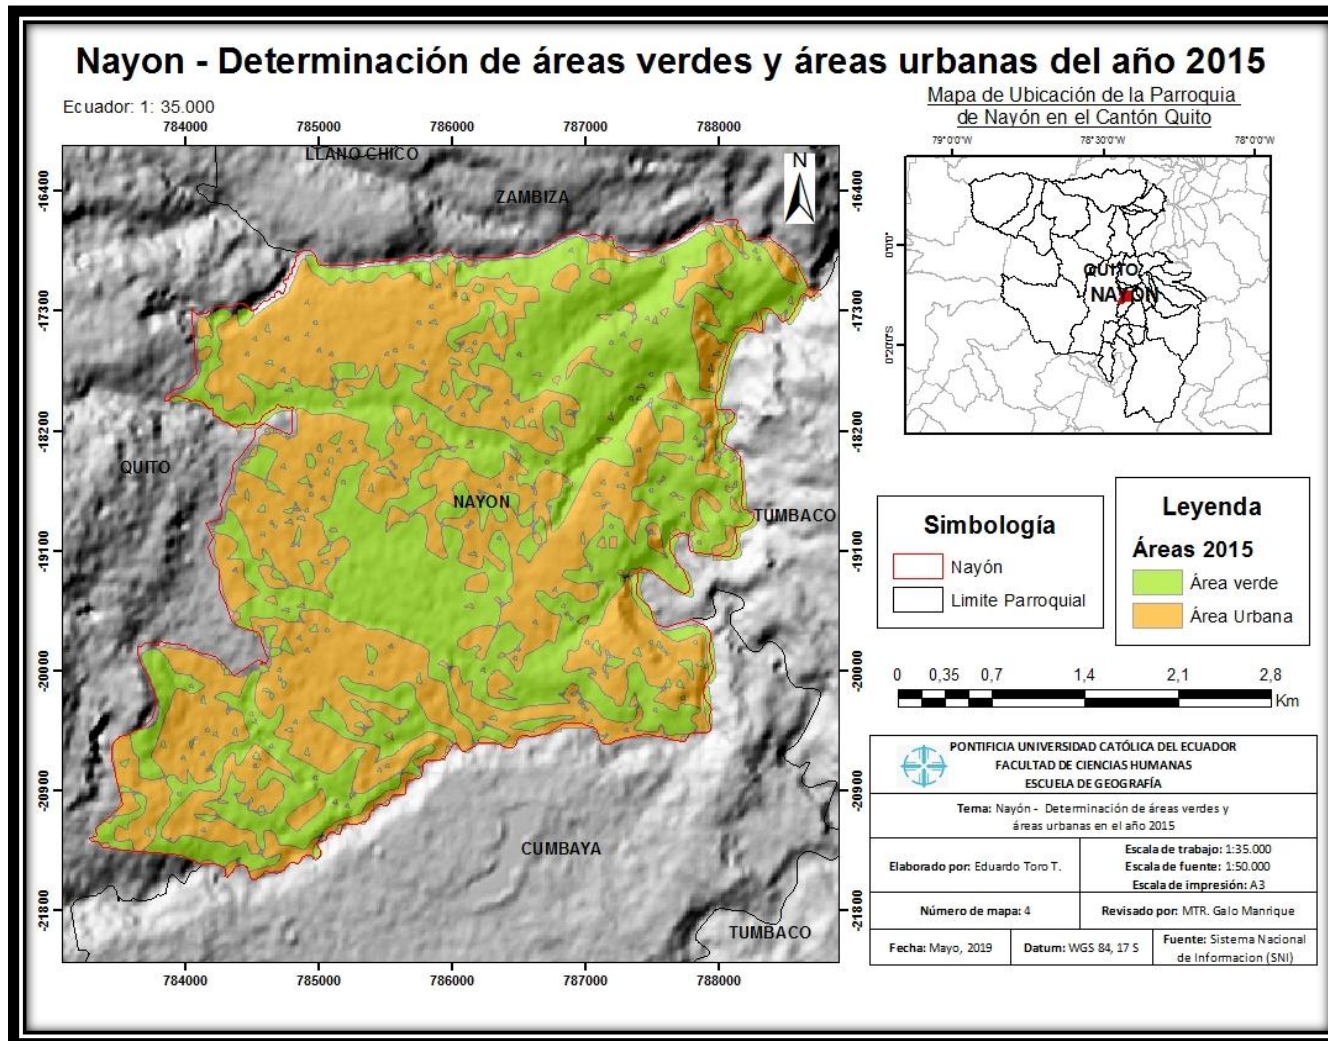 Nayon - Determinación de áreas verdes y áreas urbanas del año 2015
Ecuador: 1: 35.000
784000 785000 786000 787000 788000
-16400
-17300
-18200
-19100
-20000
-20900
-21800
LLANO CHICO
ZAMBIZA
N
QUITO
NAYON
TUMBACO
CUMBAYA
TUMBACO
784000 785000 786000 787000 788000
-16400
-17300
-18200
-19100
-20000
-20900
-21800
Mapa de Ubicación de la Parroquia
de Nayón en el Cantón Quito
79°0'0"W 78°30'0"W 78°0'0"W
0°0'0"
0°20'0"S
QUITO
NAYON
Simbología
Nayón
Limite Parroquial
Leyenda
Áreas 2015
Área verde
Área Urbana
0 0,35 0,7 1,4 2,1 2,8
Km
PONTIFICIA UNIVERSIDAD CATÓLICA DEL ECUADOR
FACULTAD DE CIENCIAS HUMANAS
ESCUELA DE GEOGRAFÍA
Tema: Nayón - Determinación de áreas verdes y
áreas urbanas en el año 2015
Elaborado por: Eduardo Toro T.
Escala de trabajo: 1:35.000
Escala de fuente: 1:50.000
Escala de impresión: A3
Número de mapa: 4
Revisado por: MTR. Galo Manrique
Fecha: Mayo, 2019
Datum: WGS 84, 17 S
Fuente: Sistema Nacional
de Informacion (SNI)